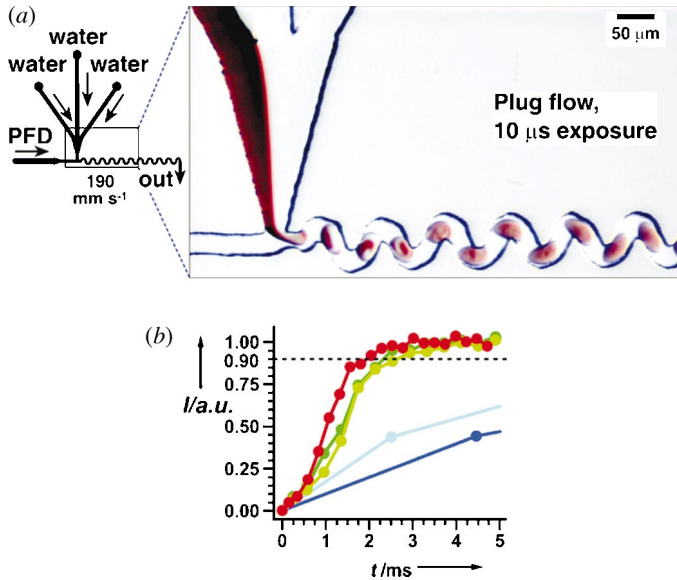 (a)
water
water
water
PFD
190
mm s⁻¹
out
50 μm
Plug flow,
10 μs exposure
(b)
1.00
0.90
0.75
I/a.u.
0.50
0.25
0.00
0 1 2 3 4 5
t/ms